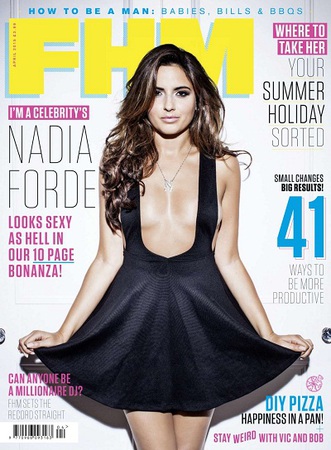 HOW TO BE A MAN: BABIES, BILLS & BBQS
FHM
I'M A CELEBRITY'S
NADIA
FORDE
LOOKS SEXY
AS HELL IN
OUR 10 PAGE
BONANZA!
WHERE TO
TAKE HER
YOUR
SUMMER
HOLIDAY
SORTED
SMALL CHANGES
BIG RESULTS!
41
WAYS TO
BE MORE
PRODUCTIVE
CAN ANYONE BE
A MILLIONAIRE DJ?
FHM SETS THE
RECORD STRAIGHT
DIY PIZZA
HAPPINESS IN A PAN!
+
STAY WEIRD WITH VIC AND BOB